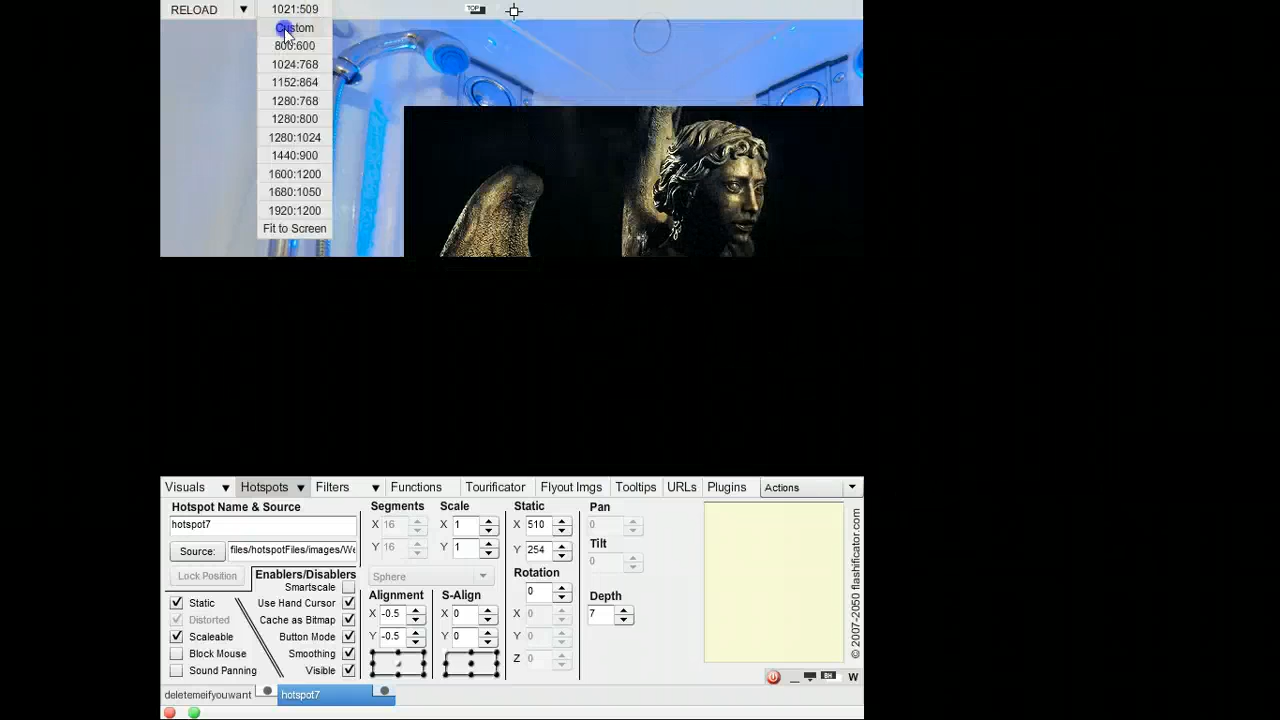 RELOAD
1021:509
TOP
Custom
800:600
1024:768
1152:864
1280:768
1280:800
1280:1024
1440:900
1600:1200
1680:1050
1920:1200
Fit to Screen
Visuals Hotspots Filters Functions Tourificator Flyout Imgs Tooltips URLs Plugins Actions
Hotspot Name & Source
hotspot7
Source: files/hotspotFiles/images/We
Lock Position
Enablers/Disablers
Smartscale
Static
Use Hand Cursor
Distorted
Cache as Bitmap
Scaleable
Button Mode
Block Mouse
Smoothing
Sound Panning
Visible
Segments
X 16
Y 16
Scale
X 1
Y 1
Sphere
Alignment
X -0.5
Y -0.5
S-Align
X 0
Y 0
Static
X 510
Y 254
Rotation
0
X 0
Y 0
Z 0
Pan
0
Tilt
0
Depth
7
© 2007-2050 flashificator.com
BH W
deletemeifyouwant hotspot7